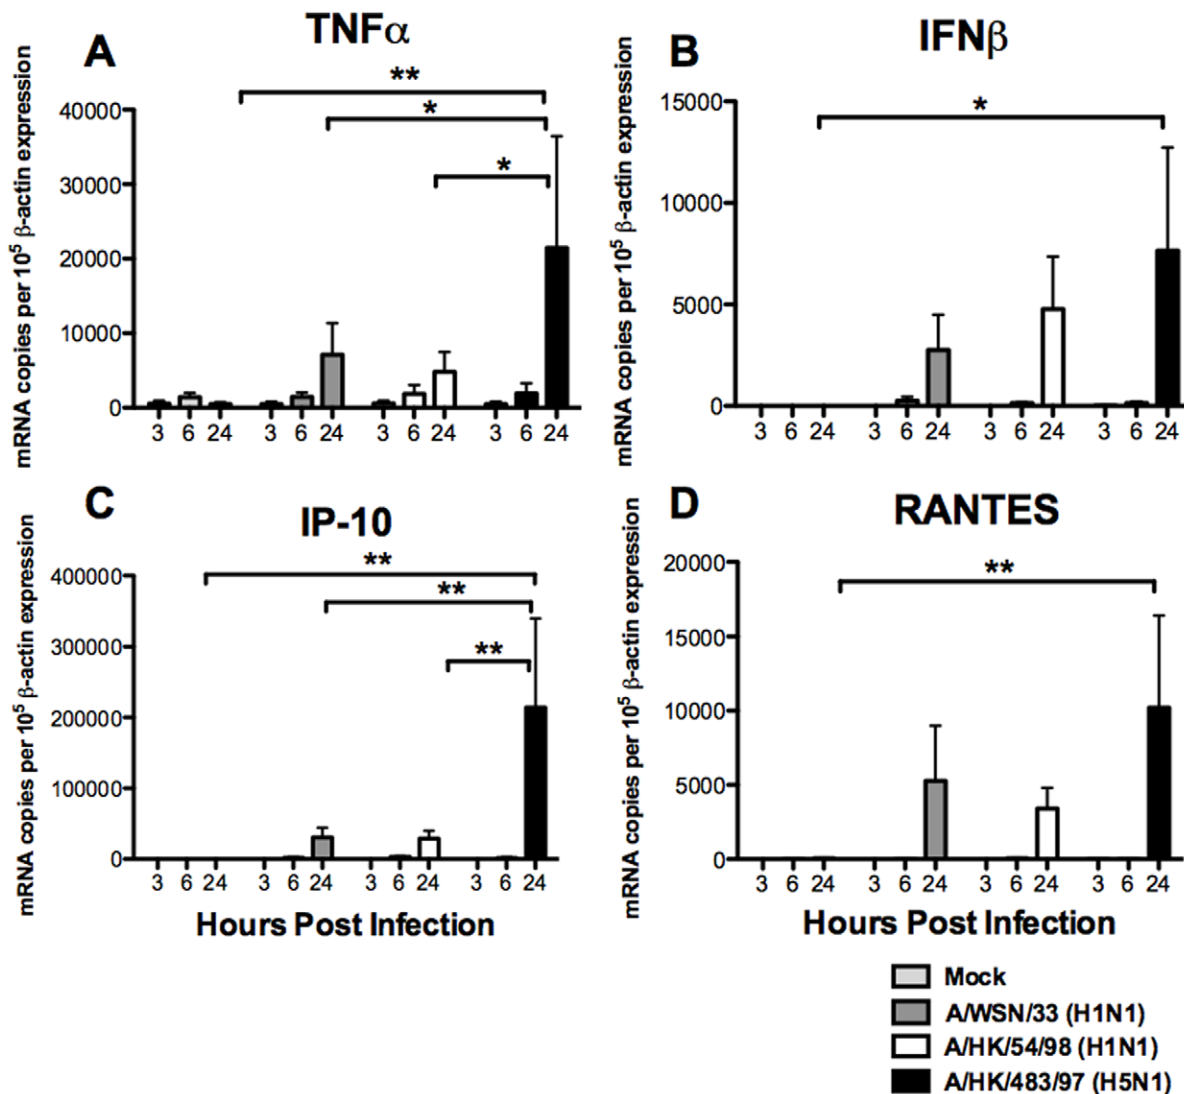 A
TNFα
mRNA copies per 10⁵ β-actin expression
40000
30000
20000
10000
0
**
*
*
3 6 24 3 6 24 3 6 24 3 6 24
B
IFNβ
mRNA copies per 10⁵ β-actin expression
15000
10000
5000
0
*
3 6 24 3 6 24 3 6 24 3 6 24
C
IP-10
mRNA copies per 10⁵ β-actin expression
400000
300000
200000
100000
0
**
**
**
3 6 24 3 6 24 3 6 24 3 6 24
Hours Post Infection
D
RANTES
mRNA copies per 10⁵ β-actin expression
20000
15000
10000
5000
0
**
3 6 24 3 6 24 3 6 24 3 6 24
Hours Post Infection
Mock
A/WSN/33 (H1N1)
A/HK/54/98 (H1N1)
A/HK/483/97 (H5N1)